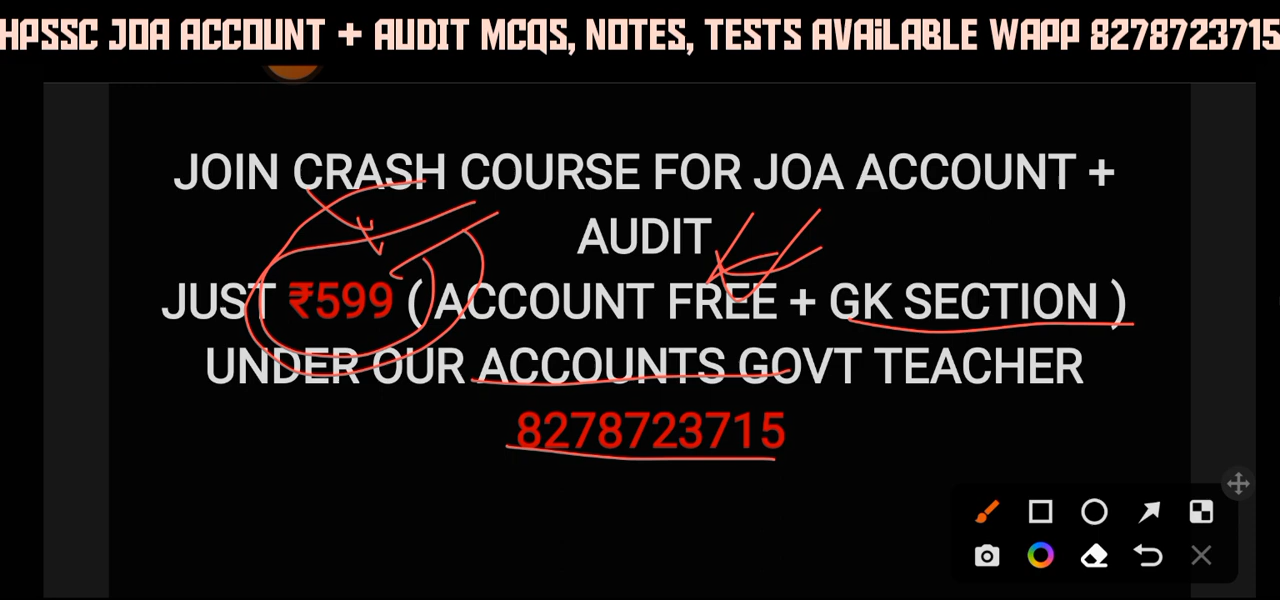 HPSSC JOA ACCOUNT + AUDIT MCQS, NOTES, TESTS AVAiLABLE WAPP 8278723715
JOIN CRASH COURSE FOR JOA ACCOUNT +
AUDIT
JUST ₹599 ( ACCOUNT FREE + GK SECTION )
UNDER OUR ACCOUNTS GOVT TEACHER
8278723715